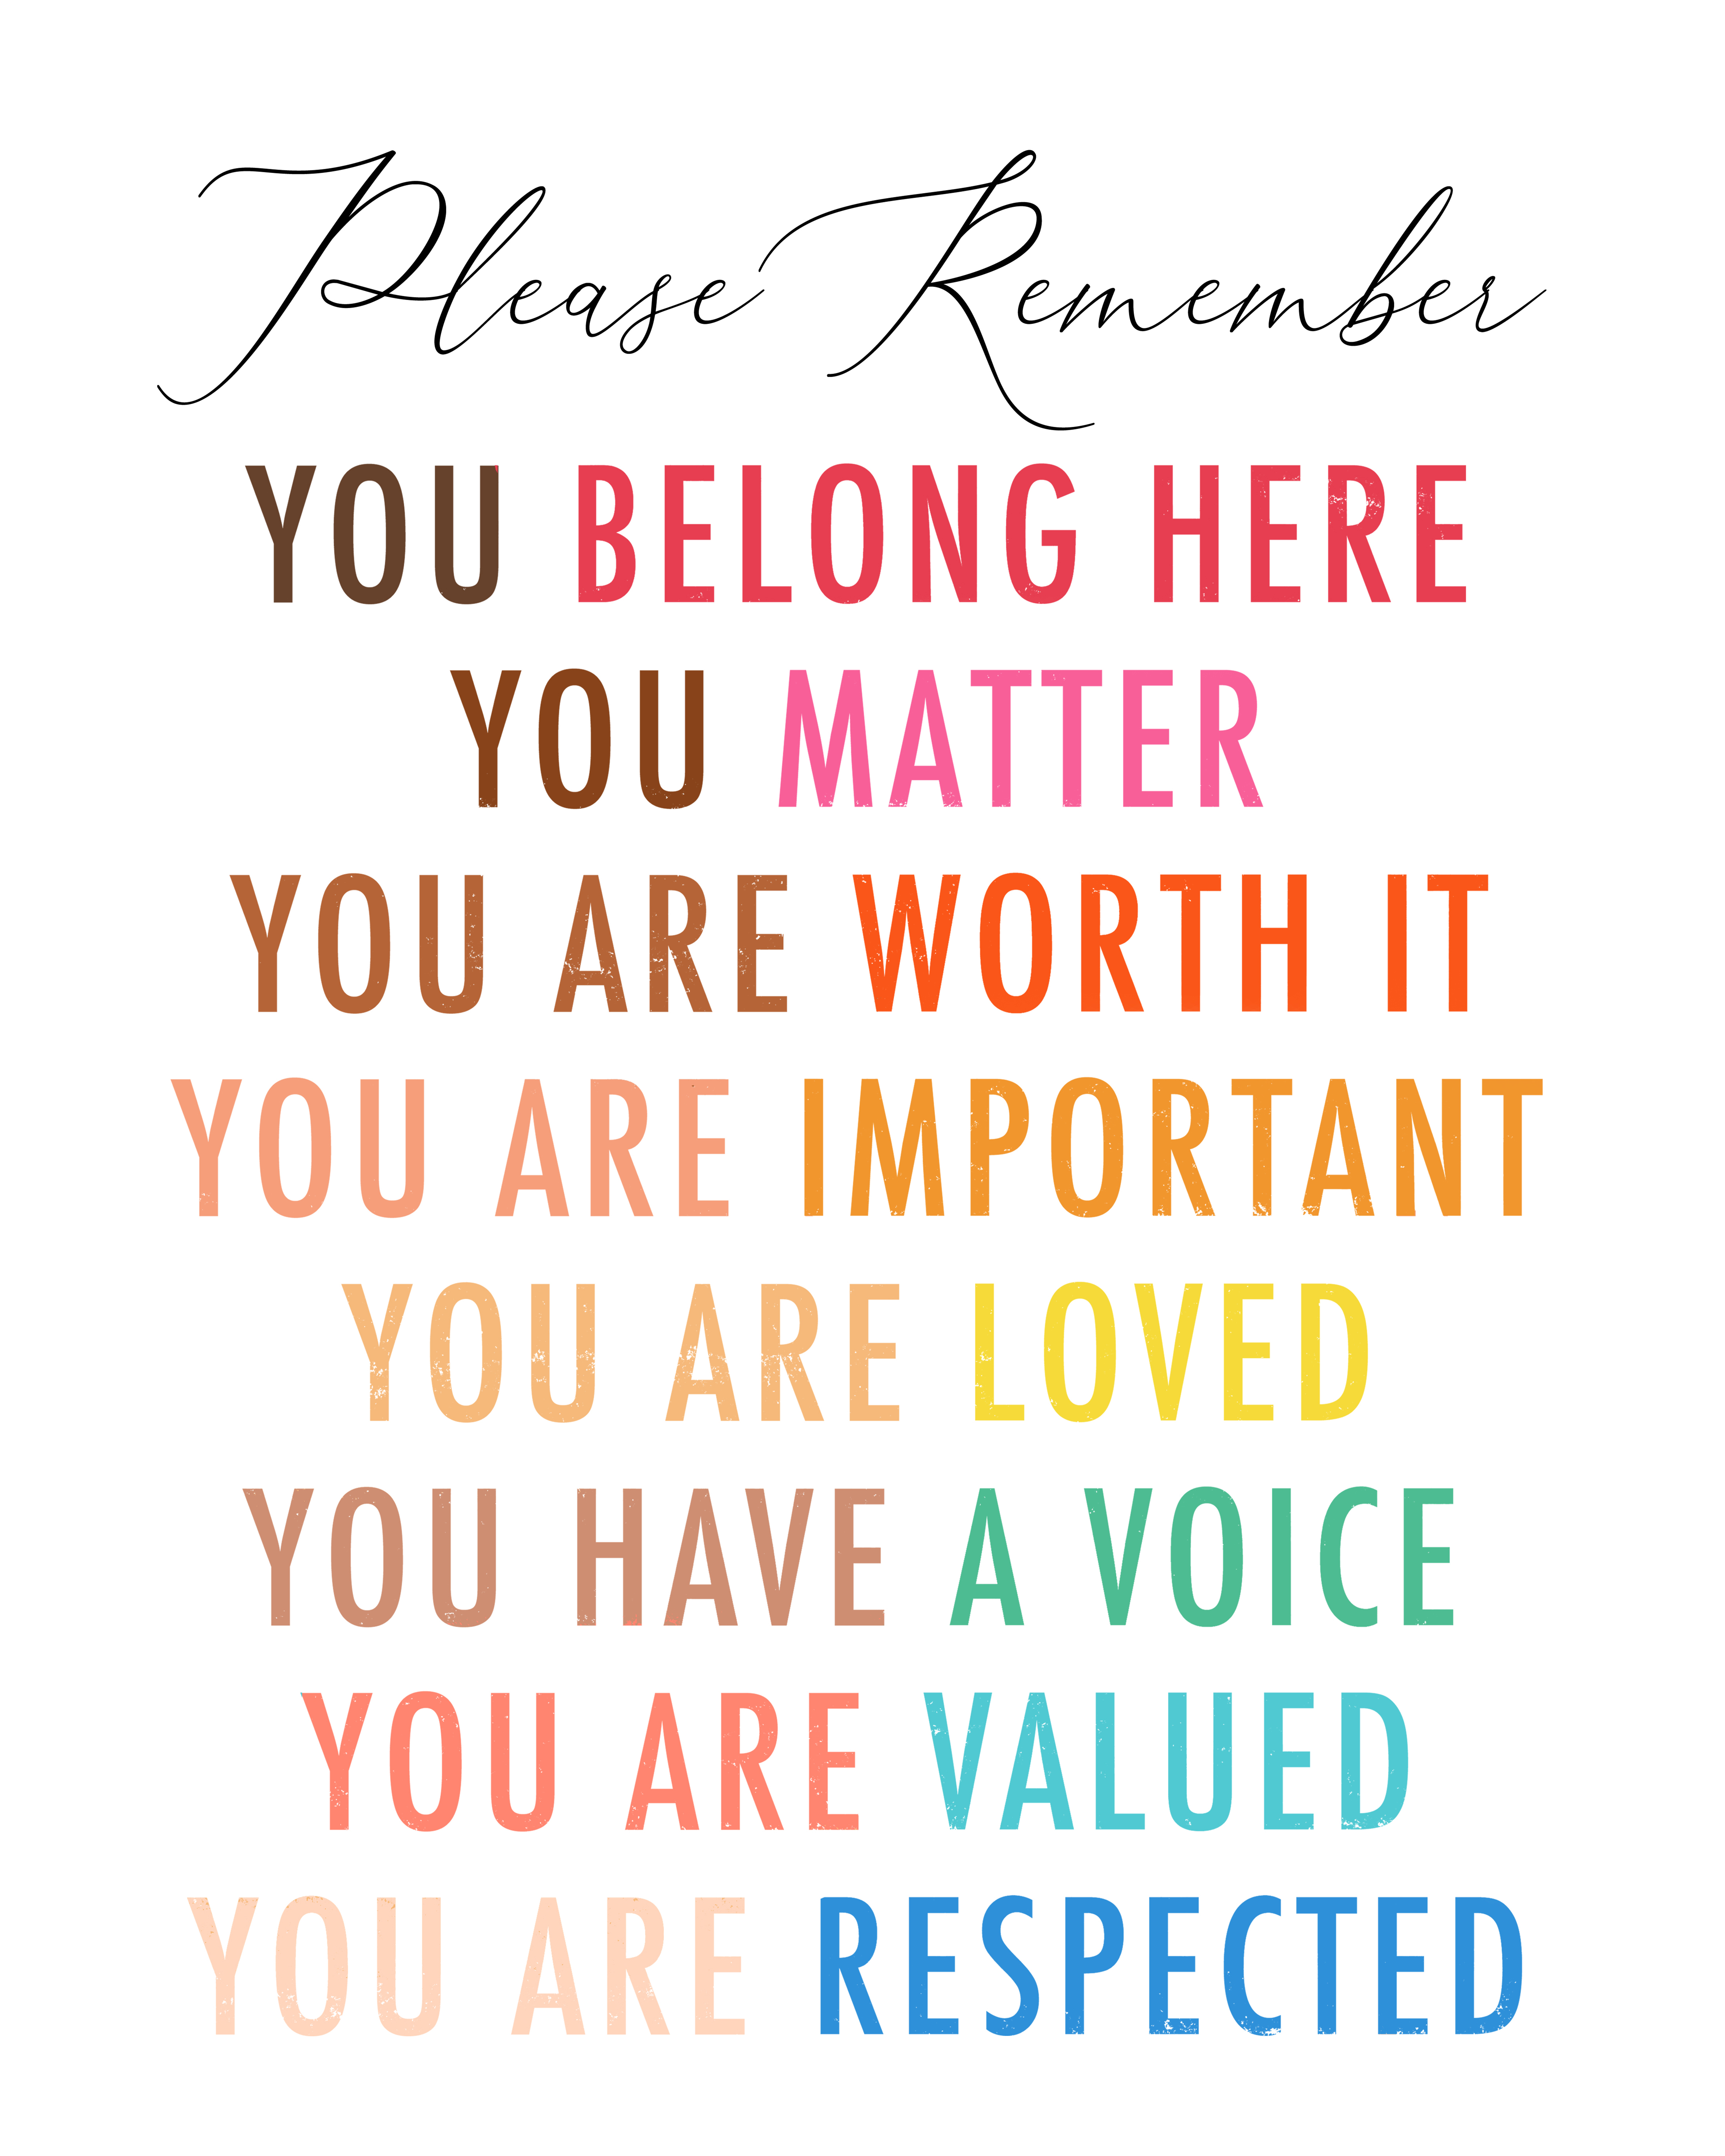 Please Remember
YOU BELONG HERE
YOU MATTER
YOU ARE WORTH IT
YOU ARE IMPORTANT
YOU ARE LOVED
YOU HAVE A VOICE
YOU ARE VALUED
YOU ARE RESPECTED